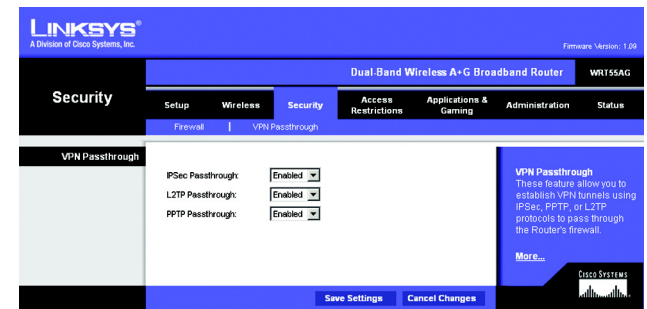 LINKSYS®
A Division of Cisco Systems, Inc.
Firmware Version: 1.09
Dual-Band Wireless A+G Broadband Router WRT55AG
Security
Setup Wireless Security Access Restrictions Applications & Gaming Administration Status
Firewall | VPN Passthrough
VPN Passthrough
IPSec Passthrough: Enabled
L2TP Passthrough: Enabled
PPTP Passthrough: Enabled
VPN Passthrough
These feature allow you to
establish VPN tunnels using
IPSec, PPTP, or L2TP
protocols to pass through
the Router's firewall.
More...
CISCO SYSTEMS
Save Settings Cancel Changes